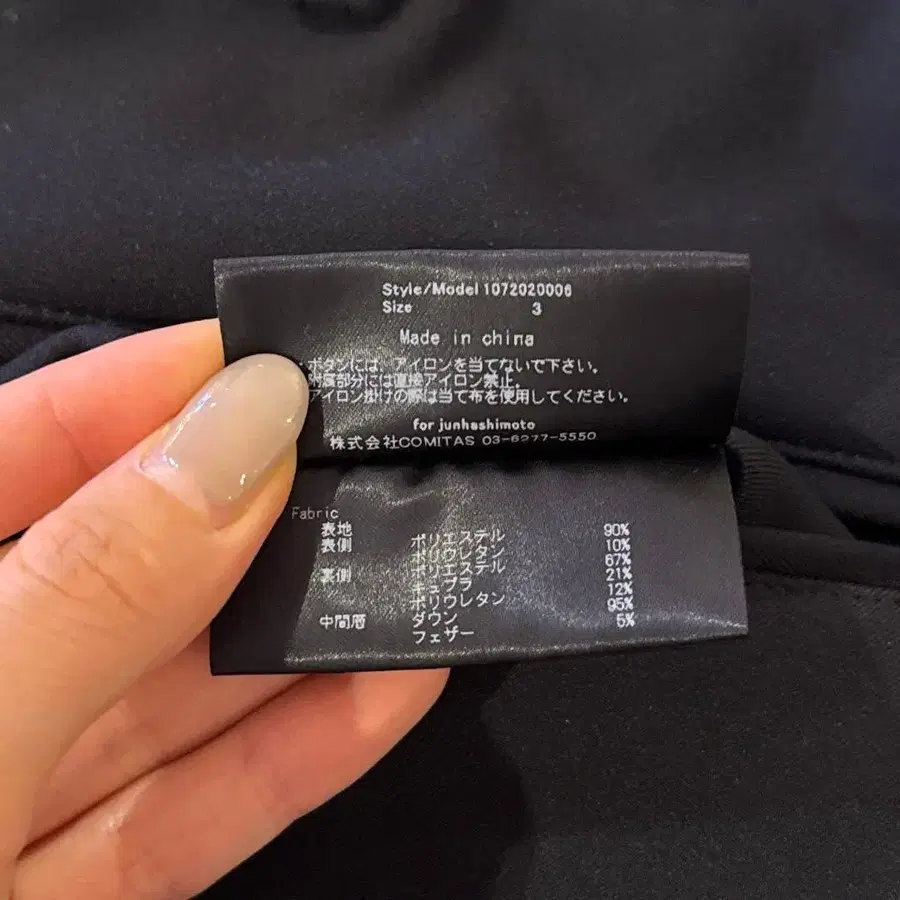 Style/Model 1072020006
Size 3
Made in china
・ボタンには、アイロンを当てないで下さい。
附属部分には直接アイロン禁止。
アイロン掛けの際は当て布を使用してください。
for junhashimoto
株式会社COMITAS 03-6277-5550
Fabric
表地
表側 ポリエステル 90%
ポリウレタン 10%
裏側 ポリエステル 67%
キュプラ 21%
ポリウレタン 12%
中間層 ダウン 95%
フェザー 5%